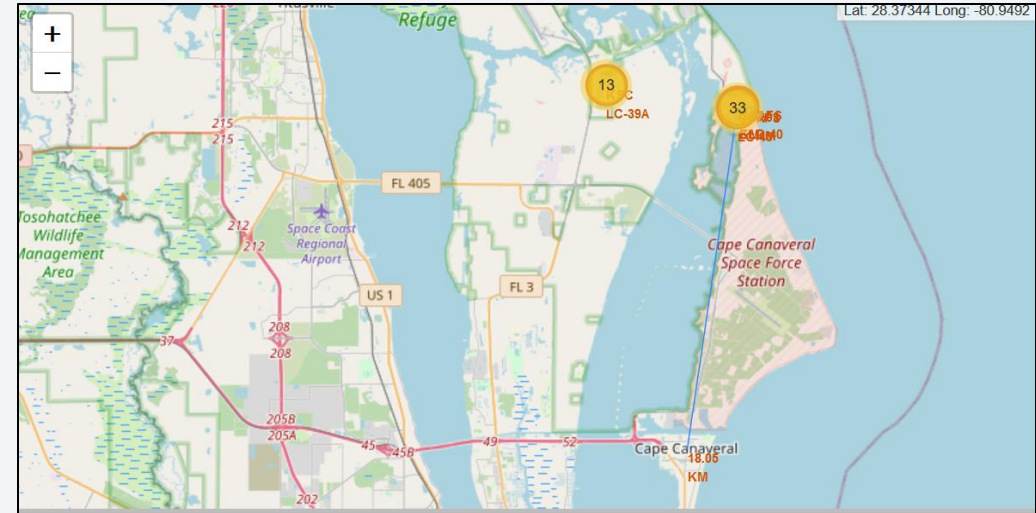 Titusville
Refuge
Lat: 28.37344 Long: -80.9492
+
−
13
LC-39A
33
215
215
FL 405
212
212
Tosohatchee
Wildlife
Management
Area
Space Coast
Regional
Airport
Cape Canaveral
Space Force
Station
US 1
FL 3
37
208
208
205B
205A
45
45B
49
52
Cape Canaveral
18.05
KM
202